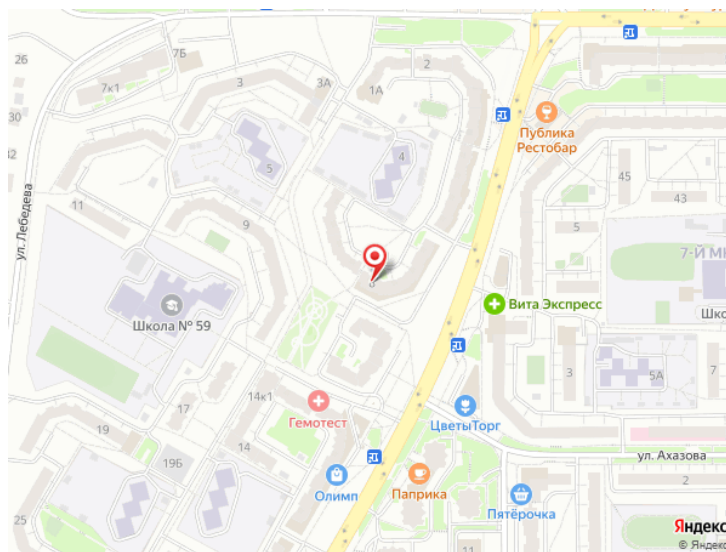 7Б
26
7к1
3
3А
1А
2
30
Публика
Рестобар
45
43
4
5
5
ул. Лебедева
11
9
7-Й МИ
Школа № 59
Вита Экспресс
Шко
3
5А
7
14к1
17
Гемотест
ЦветыТорг
19
14
ул. Ахазова
19Б
Олимп
Паприка
2
Пятёрочка
25
11
Яндекс
© Яндекс